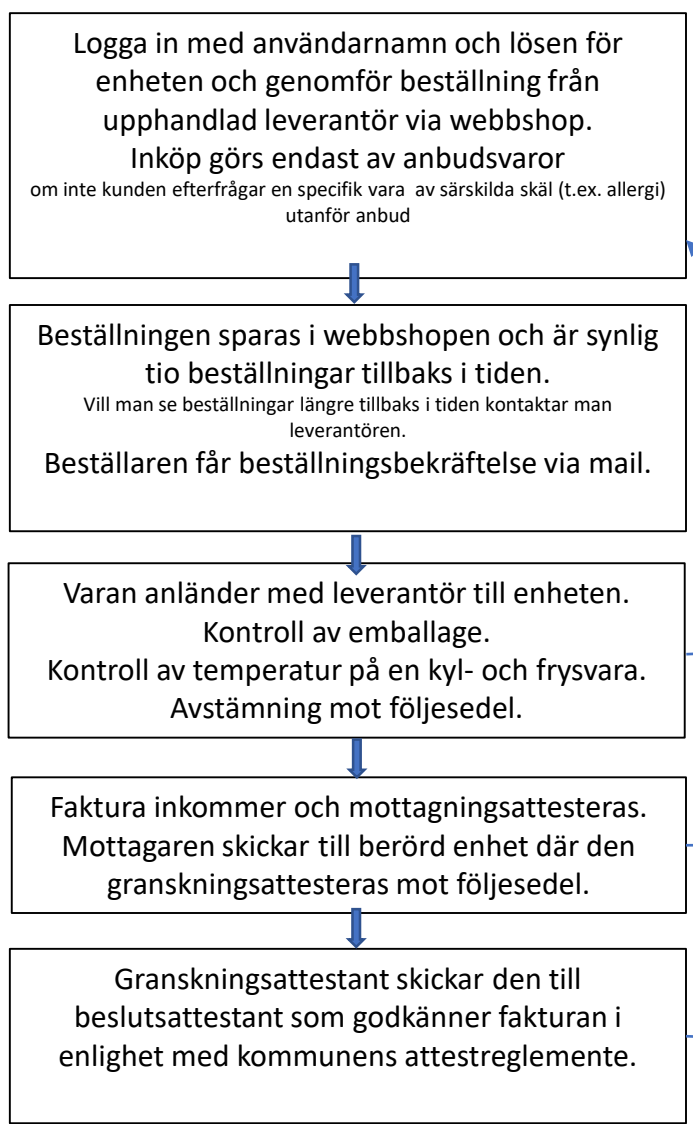 Logga in med användarnamn och lösen för
enheten och genomför beställning från
upphandlad leverantör via webbshop.
Inköp görs endast av anbudsvaror
om inte kunden efterfrågar en specifik vara  av särskilda skäl (t.ex. allergi)
utanför anbud
Beställningen sparas i webbshopen och är synlig
tio beställningar tillbaks i tiden.
Vill man se beställningar längre tillbaks i tiden kontaktar man
leverantören.
Beställaren får beställningsbekräftelse via mail.
Varan anländer med leverantör till enheten.
Kontroll av emballage.
Kontroll av temperatur på en kyl- och frysvara.
Avstämning mot följesedel.
Faktura inkommer och mottagningsattesteras.
Mottagaren skickar till berörd enhet där den
granskningsattesteras mot följesedel.
Granskningsattestant skickar den till
beslutsattestant som godkänner fakturan i
enlighet med kommunens attestreglemente.